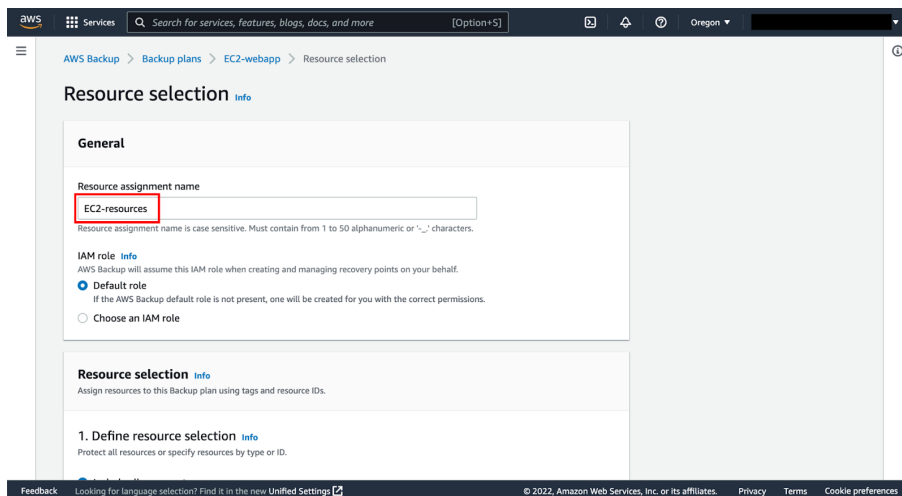 aws
Services
Search for services, features, blogs, docs, and more
[Option+S]
Oregon ▼
AWS Backup > Backup plans > EC2-webapp > Resource selection
Resource selection Info
General
Resource assignment name
EC2-resources
Resource assignment name is case sensitive. Must contain from 1 to 50 alphanumeric or '-_.' characters.
IAM role Info
AWS Backup will assume this IAM role when creating and managing recovery points on your behalf.
Default role
If the AWS Backup default role is not present, one will be created for you with the correct permissions.
Choose an IAM role
Resource selection Info
Assign resources to this Backup plan using tags and resource IDs.
1. Define resource selection Info
Protect all resources or specify resources by type or ID.
Feedback Looking for language selection? Find it in the new Unified Settings © 2022, Amazon Web Services, Inc. or its affiliates. Privacy Terms Cookie preferences